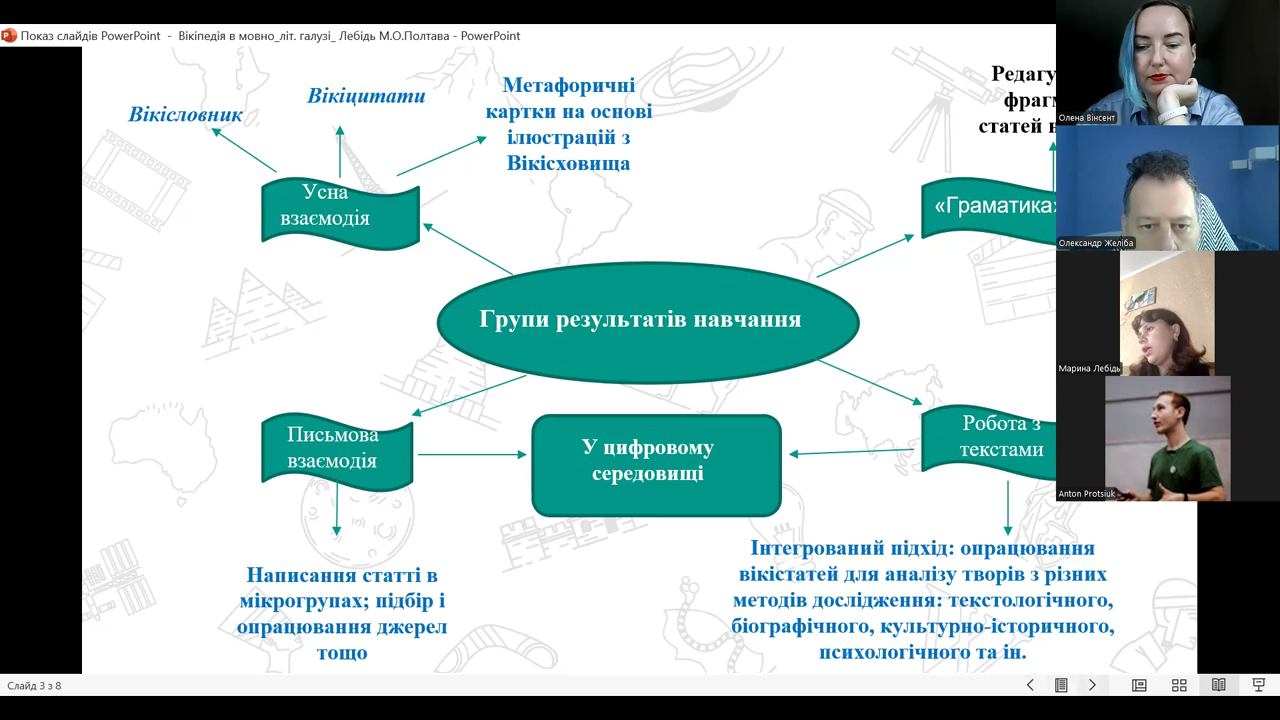 Показ слайдів PowerPoint - Вікіпедія в мовно_літ. галузі_ Лебідь М.О.Полтава - PowerPoint
Вікісловник
Вікіцитати
Метафоричні
картки на основі
ілюстрацій з
Вікісховища
Редагу
фрагм
статей н
Усна
взаємодія
«Граматика»
Групи результатів навчання
Письмова
взаємодія
У цифровому
середовищі
Робота з
текстами
Написання статті в
мікрогрупах; підбір і
опрацювання джерел
тощо
Інтегрований підхід: опрацювання
вікістатей для аналізу творів з різних
методів дослідження: текстологічного,
біографічного, культурно-історичного,
психологічного та ін.
Олена Вінсент
Олександр Желіба
Марина Лебідь
Anton Protsiuk
Слайд 3 з 8